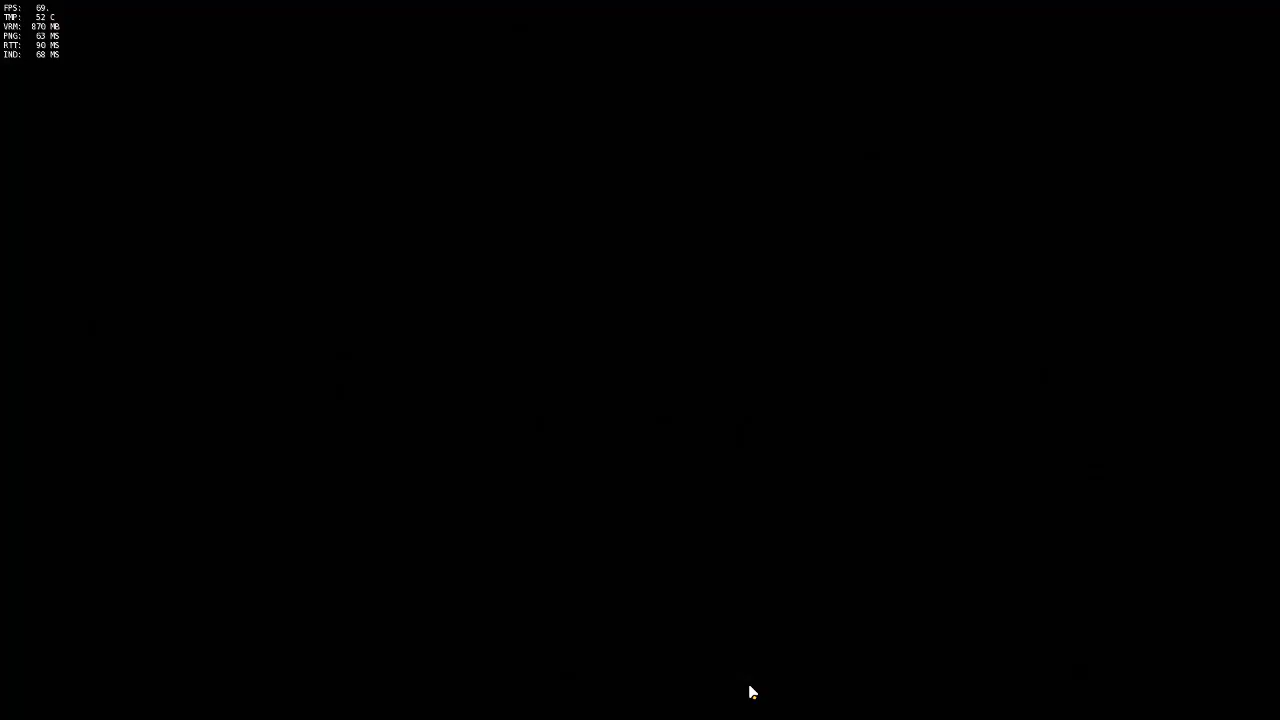 FPS: 69.
TMP: 52 C
VRM: 870 MB
PNG: 63 MS
RTT: 90 MS
IND: 68 MS